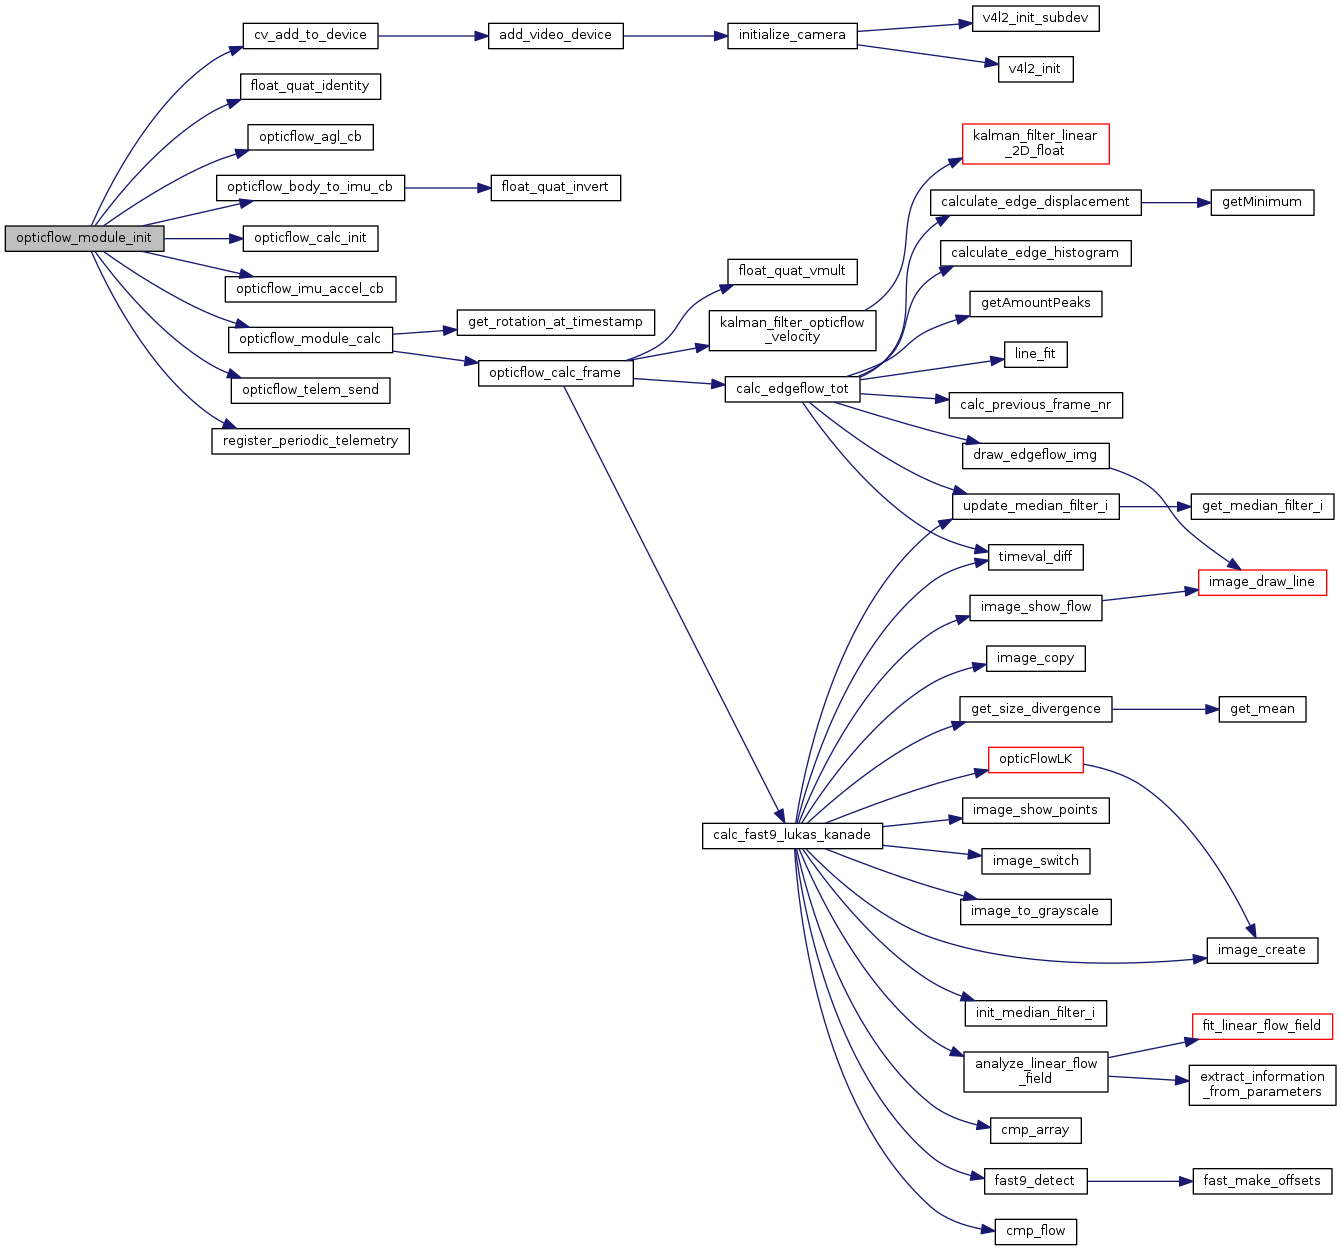 v4l2_init_subdev
cv_add_to_device
add_video_device
initialize_camera
v4l2_init
float_quat_identity
opticflow_agl_cb
kalman_filter_linear
_2D_float
opticflow_body_to_imu_cb
float_quat_invert
calculate_edge_displacement
getMinimum
opticflow_module_init
opticflow_calc_init
calculate_edge_histogram
float_quat_vmult
opticflow_imu_accel_cb
getAmountPeaks
get_rotation_at_timestamp
kalman_filter_opticflow
_velocity
opticflow_module_calc
line_fit
opticflow_calc_frame
opticflow_telem_send
calc_edgeflow_tot
calc_previous_frame_nr
register_periodic_telemetry
draw_edgeflow_img
update_median_filter_i
get_median_filter_i
timeval_diff
image_draw_line
image_show_flow
image_copy
get_size_divergence
get_mean
opticFlowLK
image_show_points
calc_fast9_lukas_kanade
image_switch
image_to_grayscale
image_create
init_median_filter_i
fit_linear_flow_field
analyze_linear_flow
_field
extract_information
_from_parameters
cmp_array
fast9_detect
fast_make_offsets
cmp_flow